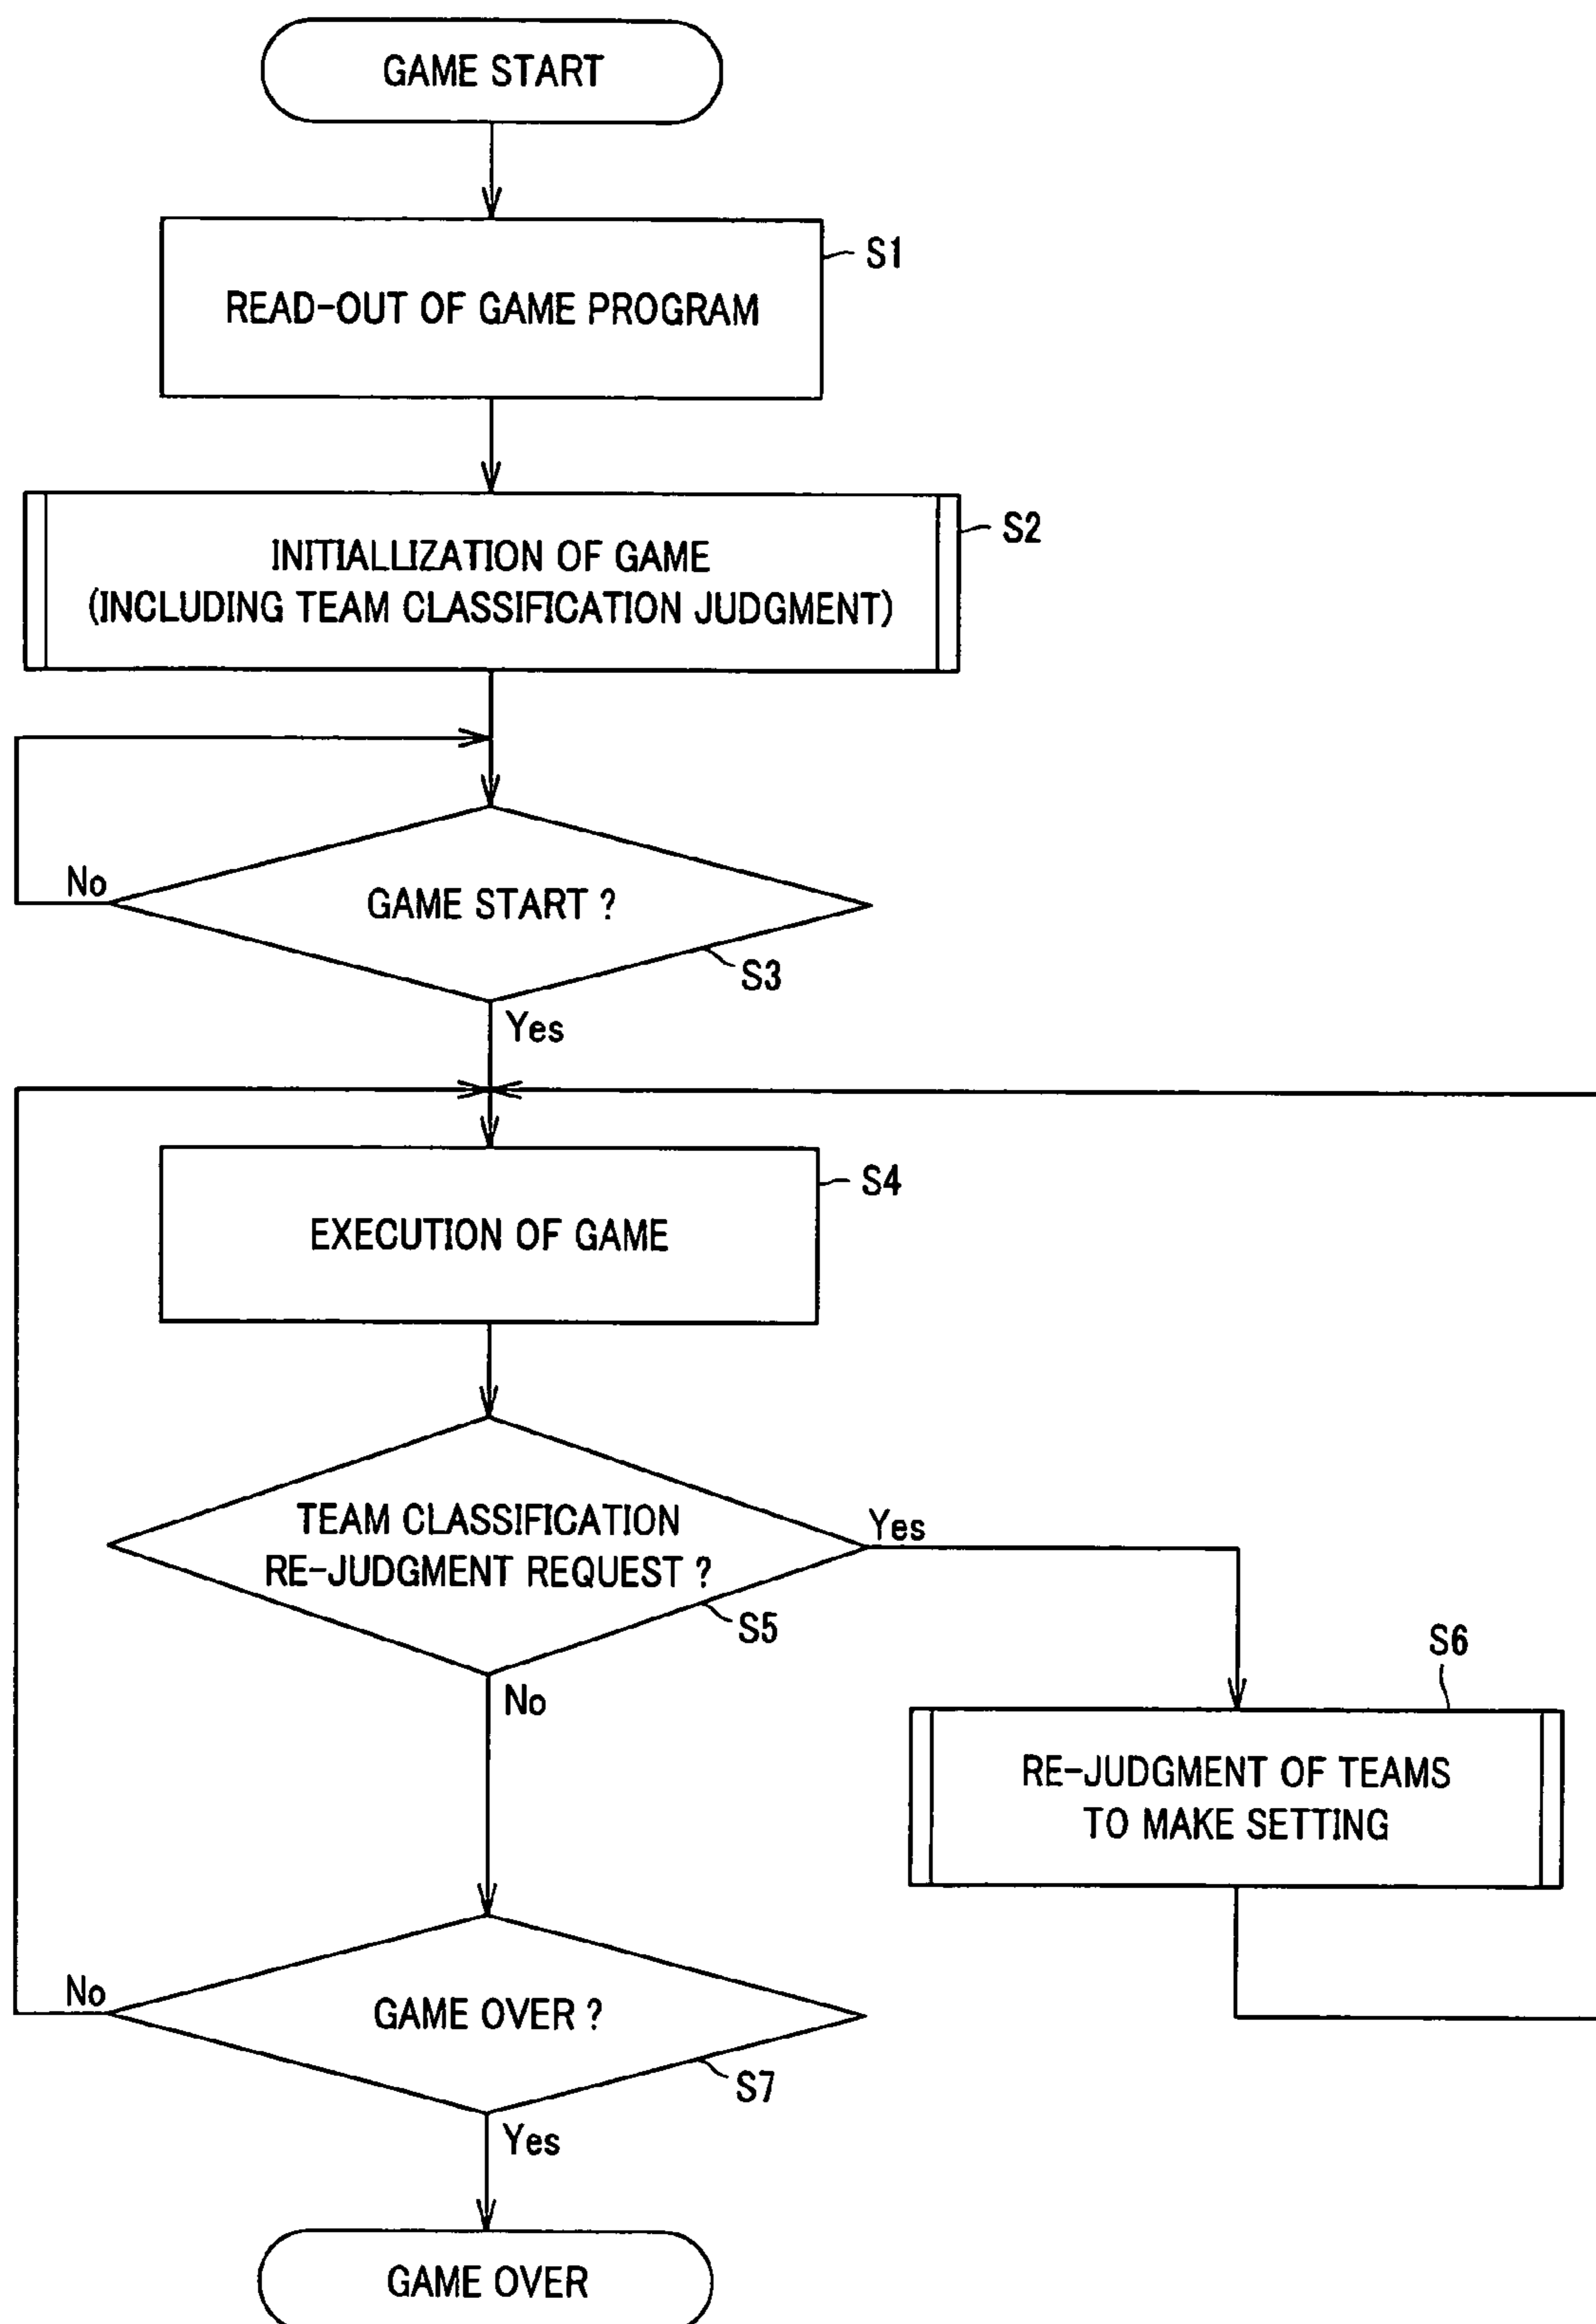 GAME START
READ-OUT OF GAME PROGRAM
S1
INITIALLIZATION OF GAME
(INCLUDING TEAM CLASSIFICATION JUDGMENT)
S2
No
GAME START ?
S3
Yes
EXECUTION OF GAME
S4
TEAM CLASSIFICATION
RE-JUDGMENT REQUEST ?
Yes
S5
No
S6
RE-JUDGMENT OF TEAMS
TO MAKE SETTING
No
GAME OVER ?
S7
Yes
GAME OVER